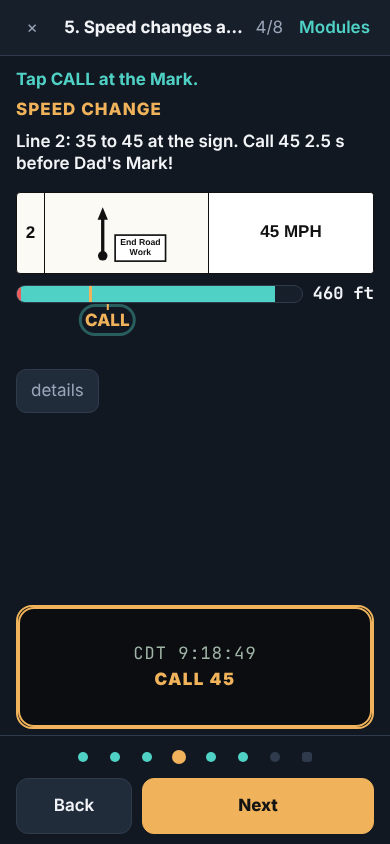 × 5. Speed changes a... 4/8 Modules
Tap CALL at the Mark.
SPEED CHANGE
Line 2: 35 to 45 at the sign. Call 45 2.5 s
before Dad's Mark!
2 End Road Work 45 MPH
460 ft
CALL
details
CDT 9:18:49
CALL 45
Back Next